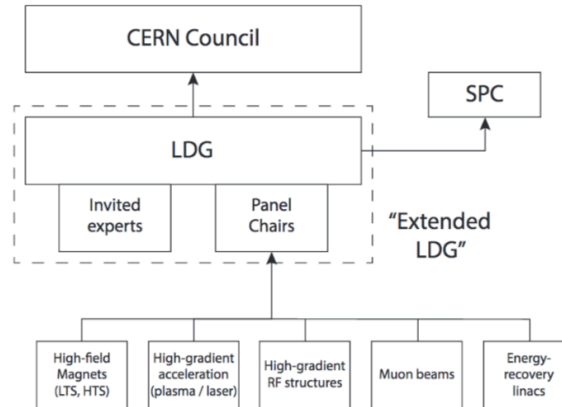 CERN Council
SPC
LDG
Invited
experts
Panel
Chairs
"Extended
LDG"
High-field
Magnets
(LTS, HTS)
High-gradient
acceleration
(plasma / laser)
High-gradient
RF structures
Muon beams
Energy-
recovery
linacs